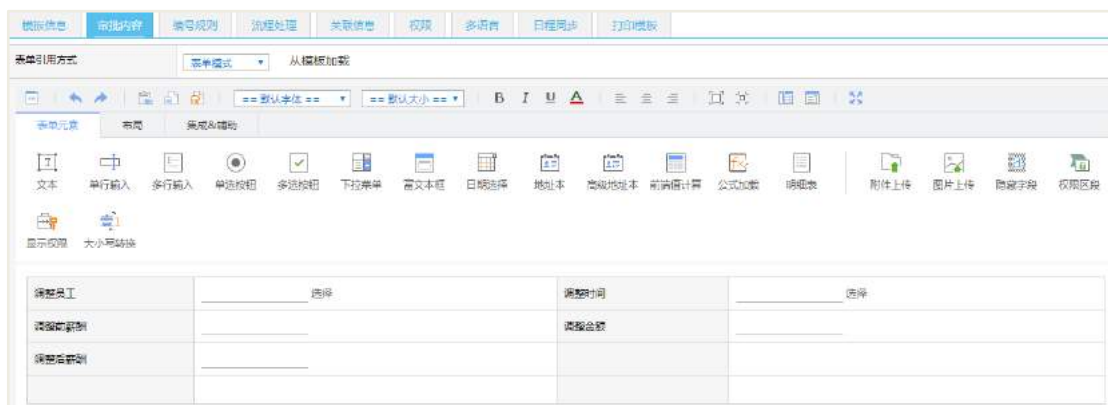 模板信息 审批内容 编号规则 流程处理 关联信息 权限 多语言 日程同步 打印模板
表单引用方式 表单模式 从模板加载
== 默认字体 == == 默认大小 == B I U A
表单元素 布局 集成&辅助
文本 单行输入 多行输入 单选按钮 多选按钮 下拉菜单 富文本框 日期选择 地址本 高级地址本 前端值计算 公式加载 明细表 附件上传 图片上传 隐藏字段 权限区段
显示权限 大小写转换
调整员工 选择 调整时间 选择
调整前薪酬 调整金额
调整后薪酬